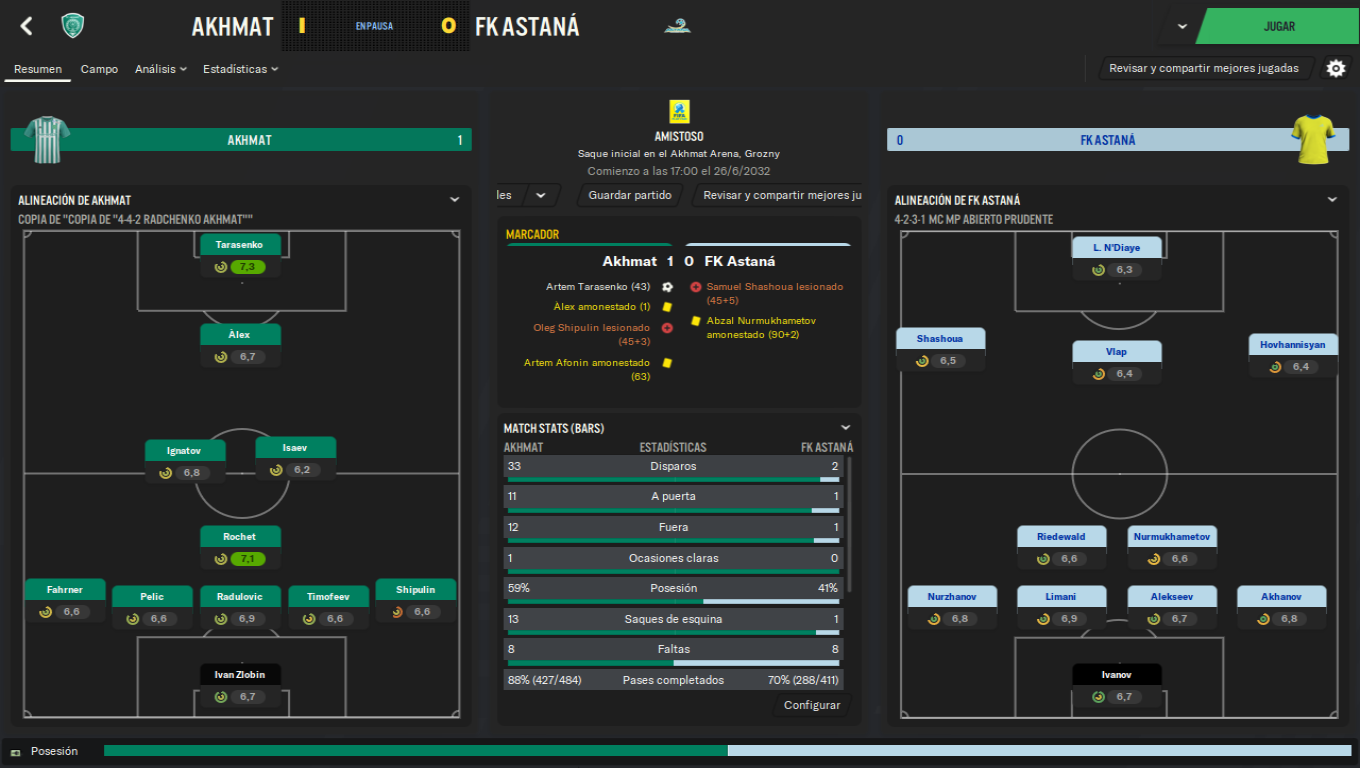 AKHMAT 1 EN PAUSA 0 FK ASTANÁ
JUGAR
Resumen Campo Análisis Estadísticas
Revisar y compartir mejores jugadas
AKHMAT 1
ALINEACIÓN DE AKHMAT
COPIA DE "COPIA DE "4-4-2 RADCHENKO AKHMAT""
Tarasenko
7,3
Àlex
6,7
Ignatov
6,8
Isaev
6,2
Rochet
7,1
Fahrner
6,6
Pelic
6,6
Radulovic
6,9
Timofeev
6,6
Shipulin
6,6
Ivan Zlobin
6,7
FIFA
AMISTOSO
Saque inicial en el Akhmat Arena, Grozny
Comienzo a las 17:00 el 26/6/2032
les
Guardar partido
Revisar y compartir mejores ju
MARCADOR
Akhmat 1 0 FK Astaná
Artem Tarasenko (43)
Àlex amonestado (1)
Oleg Shipulin lesionado
(45+3)
Artem Afonin amonestado
(63)
Samuel Shashoua lesionado
(45+5)
Abzal Nurmukhametov
amonestado (90+2)
MATCH STATS (BARS)
AKHMAT ESTADÍSTICAS FK ASTANÁ
33 Disparos 2
11 A puerta 1
12 Fuera 1
1 Ocasiones claras 0
59% Posesión 41%
13 Saques de esquina 1
8 Faltas 8
88% (427/484) Pases completados 70% (288/411)
Configurar
0 FK ASTANÁ
ALINEACIÓN DE FK ASTANÁ
4-2-3-1 MC MP ABIERTO PRUDENTE
L. N'Diaye
6,3
Shashoua
6,5
Vlap
6,4
Hovhannisyan
6,4
Riedewald
6,6
Nurmukhametov
6,6
Nurzhanov
6,8
Limani
6,9
Alekseev
6,7
Akhanov
6,8
Ivanov
6,7
Posesión